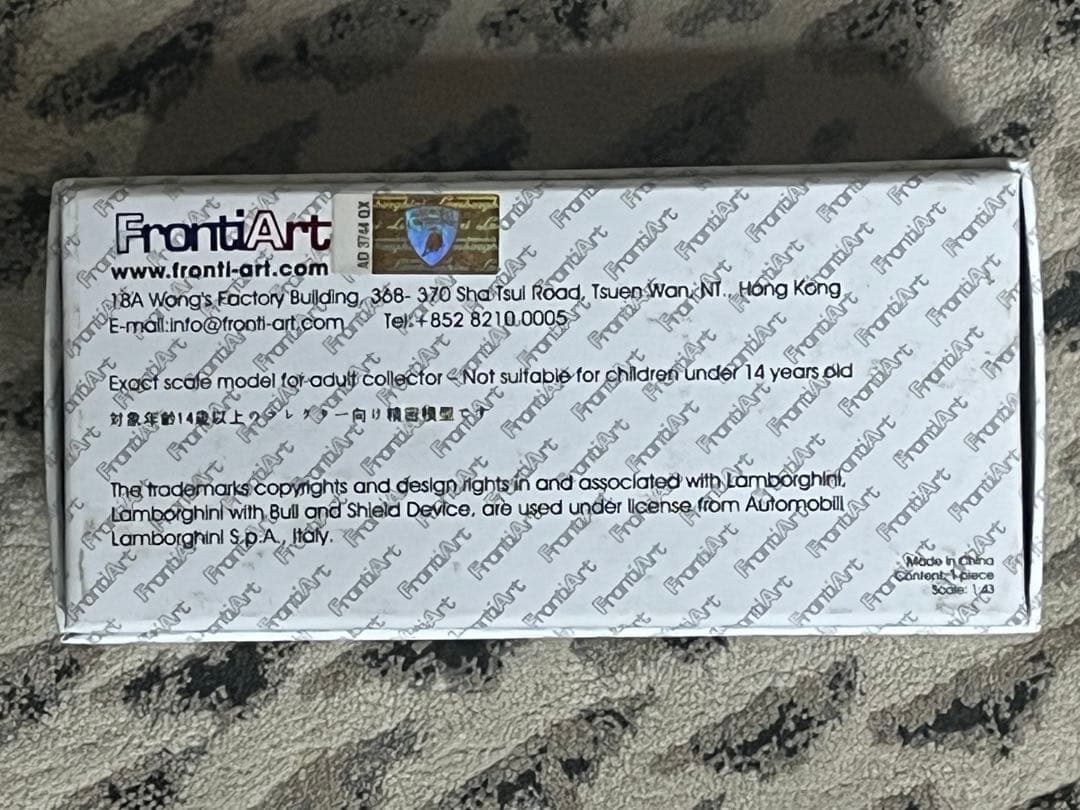 FrontiArt
AD 3744 QX
www.fronti-art.com
18A Wong's Factory Building, 368- 370 Sha Tsui Road, Tsuen Wan, NT., Hong Kong
E-mail:info@fronti-art.com Tel:+852 8210 0005
Exact scale model for adult collector - Not suitable for children under 14 years old
対象年齢14歳以上 コレクター向け精密模型です
The trademarks copyrights and design rights in and associated with Lamborghini,
Lamborghini with Bull and Shield Device, are used under license from Automobili
Lamborghini S.p.A., Italy.
Made in China
Content: 1 piece
Scale: 1:43